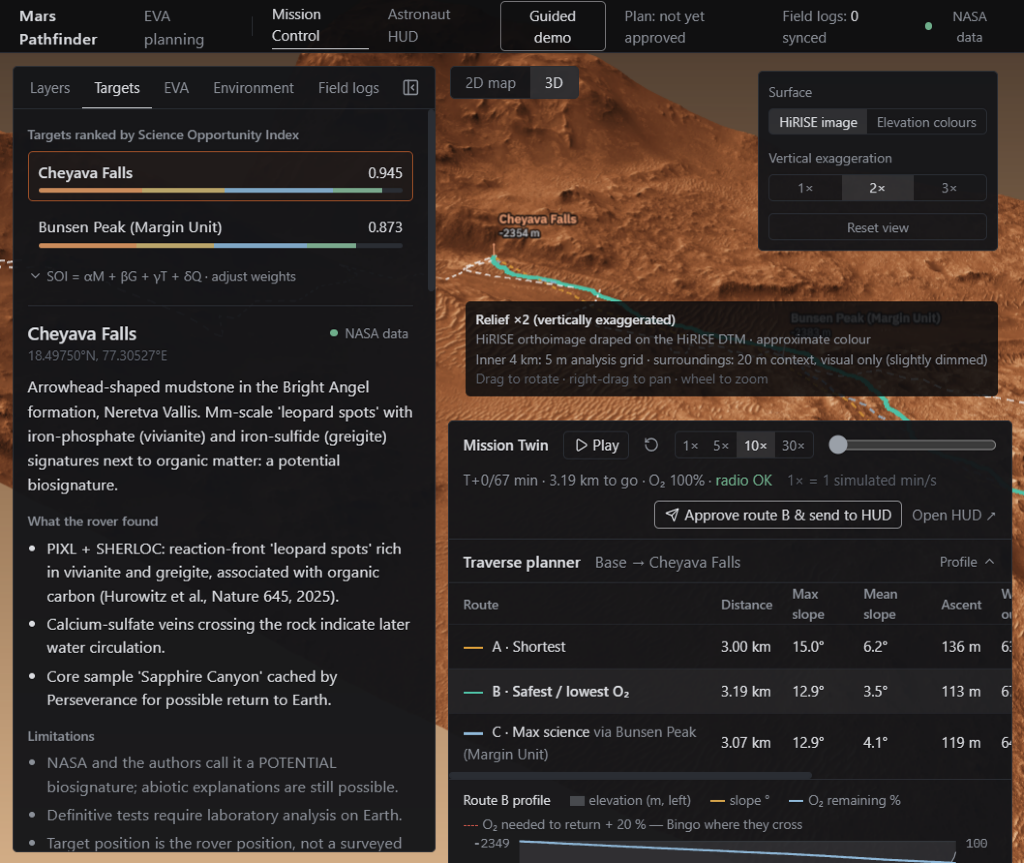 Mars Pathfinder
EVA planning
Mission Control
Astronaut HUD
Guided demo
Plan: not yet approved
Field logs: 0 synced
NASA data
Layers
Targets
EVA
Environment
Field logs
Targets ranked by Science Opportunity Index
Cheyava Falls 0.945
Bunsen Peak (Margin Unit) 0.873
SOI = αM + βG + γT + δQ · adjust weights
Cheyava Falls
NASA data
18.49750°N, 77.30527°E
Arrowhead-shaped mudstone in the Bright Angel
formation, Neretva Vallis. Mm-scale 'leopard spots' with
iron-phosphate (vivianite) and iron-sulfide (greigite)
signatures next to organic matter: a potential
biosignature.
What the rover found
• PIXL + SHERLOC: reaction-front 'leopard spots' rich
in vivianite and greigite, associated with organic
carbon (Hurowitz et al., Nature 645, 2025).
• Calcium-sulfate veins crossing the rock indicate later
water circulation.
• Core sample 'Sapphire Canyon' cached by
Perseverance for possible return to Earth.
Limitations
• NASA and the authors call it a POTENTIAL
biosignature; abiotic explanations are still possible.
• Definitive tests require laboratory analysis on Earth.
• Target position is the rover position, not a surveyed
2D map
3D
Surface
HiRISE image
Elevation colours
Vertical exaggeration
1×
2×
3×
Reset view
Cheyava Falls
-2354 m
Bunsen Peak (Margin Unit)
Relief ×2 (vertically exaggerated)
HiRISE orthoimage draped on the HiRISE DTM · approximate colour
Inner 4 km: 5 m analysis grid · surroundings: 20 m context, visual only (slightly dimmed)
Drag to rotate · right-drag to pan · wheel to zoom
Mission Twin
Play
1×
5×
10×
30×
T+0/67 min · 3.19 km to go · O₂ 100% · radio OK 1× = 1 simulated min/s
Approve route B & send to HUD
Open HUD ↗
Traverse planner
Base → Cheyava Falls
Profile
Route Distance Max slope Mean slope Ascent
A · Shortest 3.00 km 15.0° 6.2° 136 m
B · Safest / lowest O₂ 3.19 km 12.9° 3.5° 113 m
C · Max science via Bunsen Peak (Margin Unit) 3.07 km 12.9° 4.1° 119 m
Route B profile
elevation (m, left)
slope °
O₂ remaining %
---- O₂ needed to return + 20 % — Bingo where they cross
-2349
100